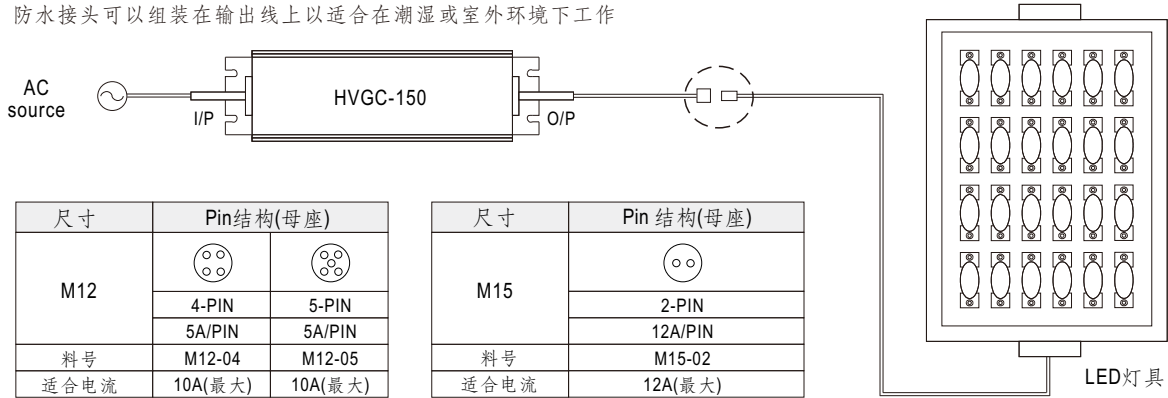 防水接头可以组装在输出线上以适合在潮湿或室外环境下工作
AC
source
I/P
HVGC-150
O/P
LED灯具
尺寸 Pin结构(母座)
M12
4-PIN 5-PIN
5A/PIN 5A/PIN
料号 M12-04 M12-05
适合电流 10A(最大) 10A(最大)
尺寸 Pin 结构(母座)
M15
2-PIN
12A/PIN
料号 M15-02
适合电流 12A(最大)